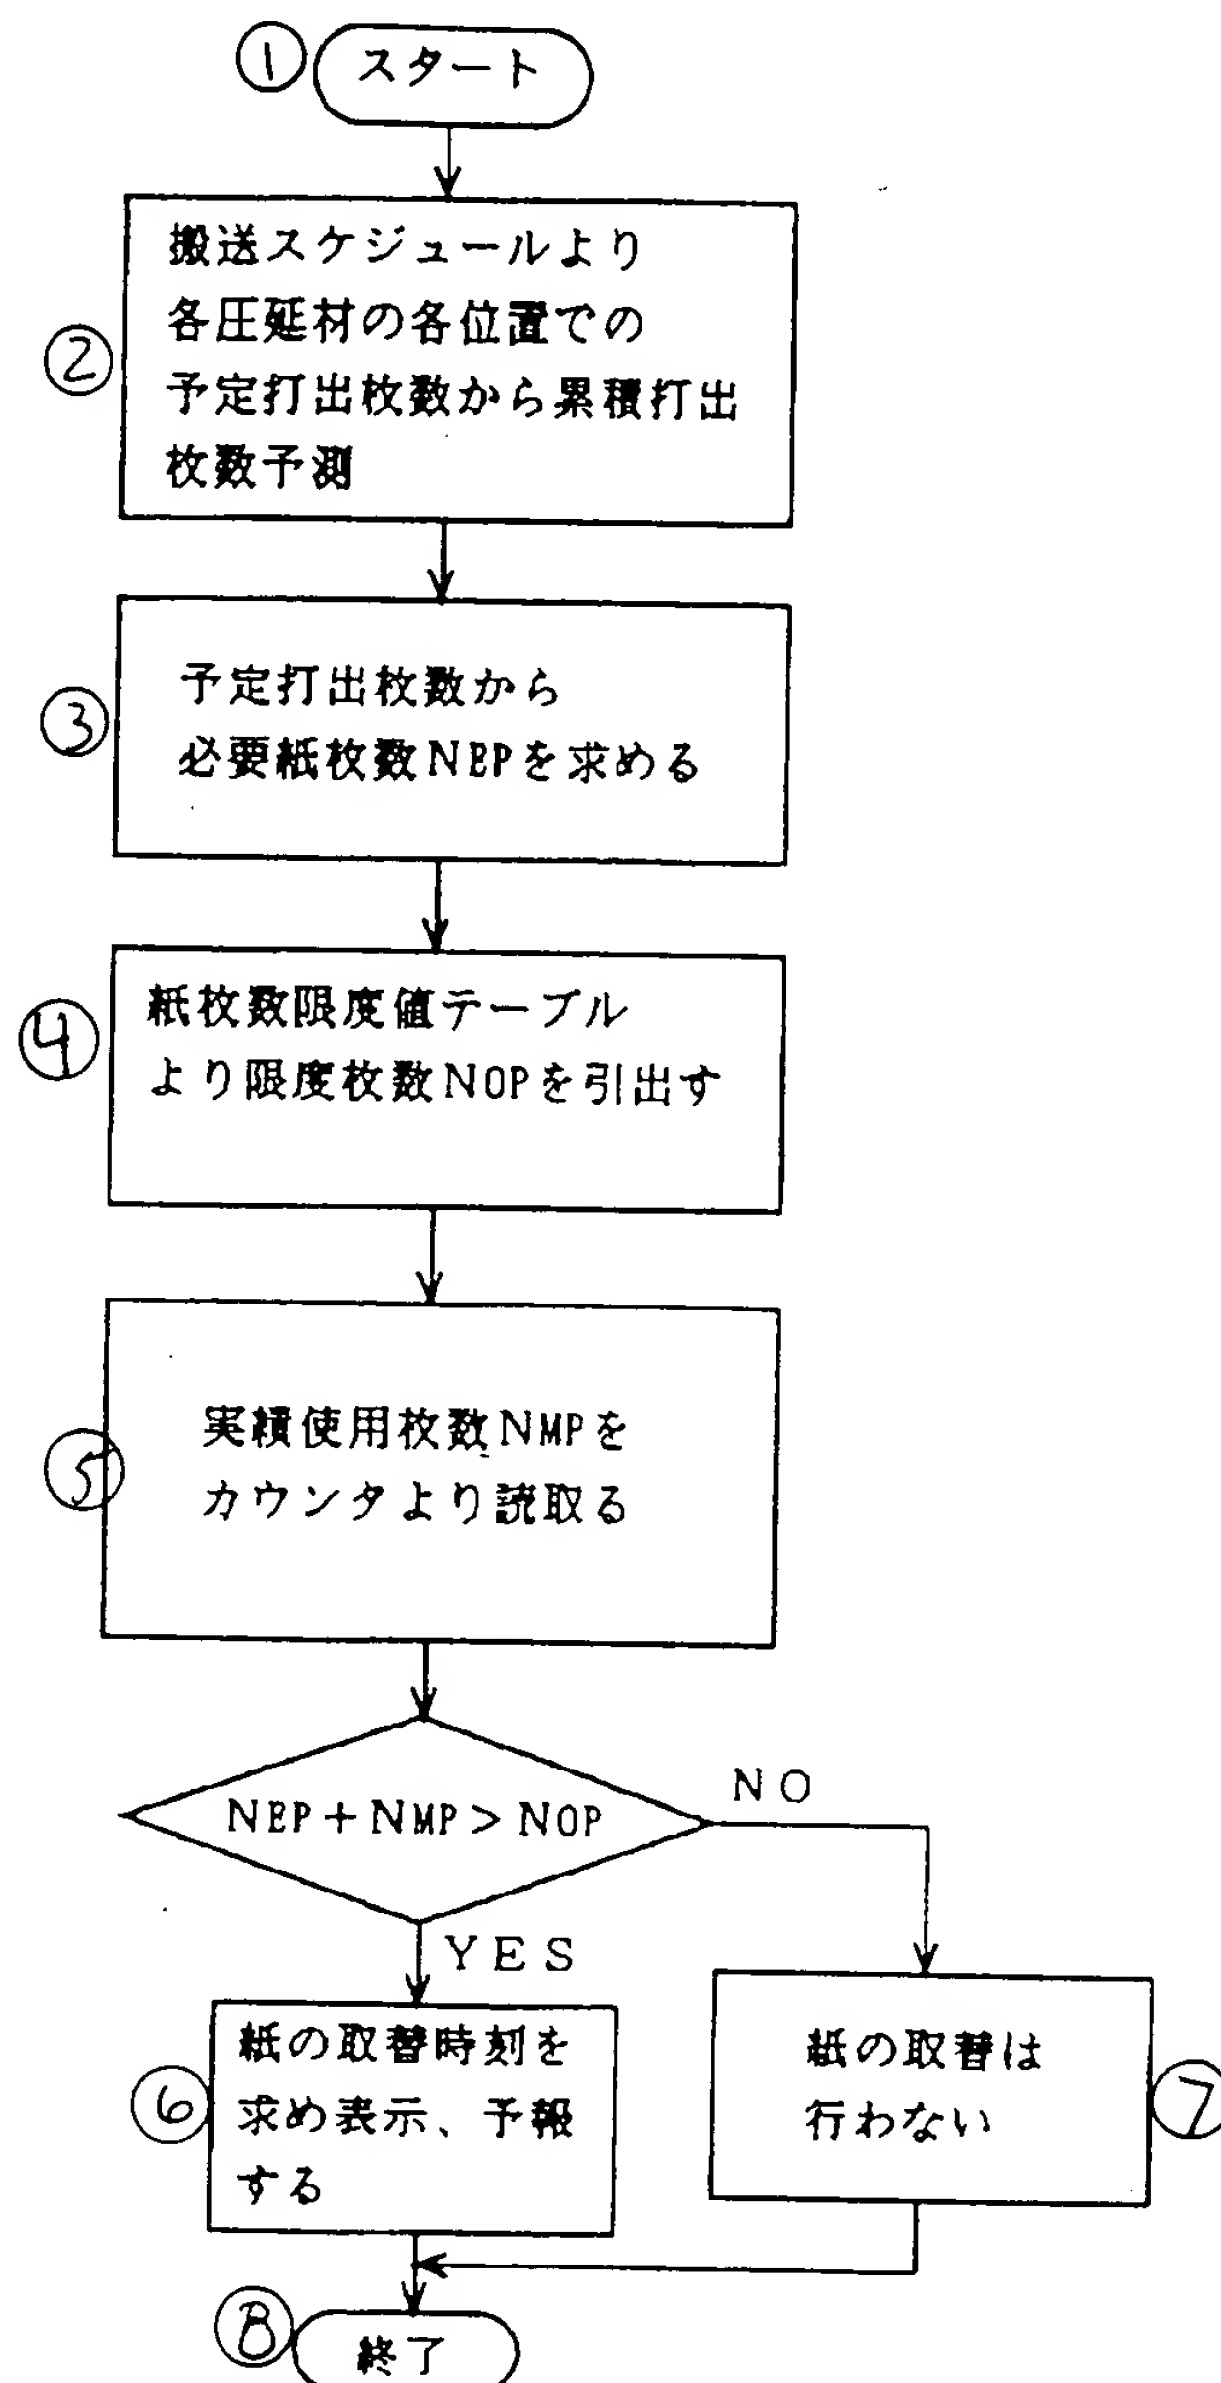 ① スタート
搬送スケジュールより
各圧延材の各位置での
② 予定打出枚数から累積打出
枚数予測
予定打出枚数から
③ 必要紙枚数NEPを求める
紙枚数限度値テーブル
④ より限度枚数NOPを引出す
実績使用枚数NMPを
⑤ カウンタより読取る
NEP+NMP>NOP
NO
YES
紙の取替時刻を
⑥ 求め表示、予報
する
紙の取替は
行わない ⑦
⑧ 終了